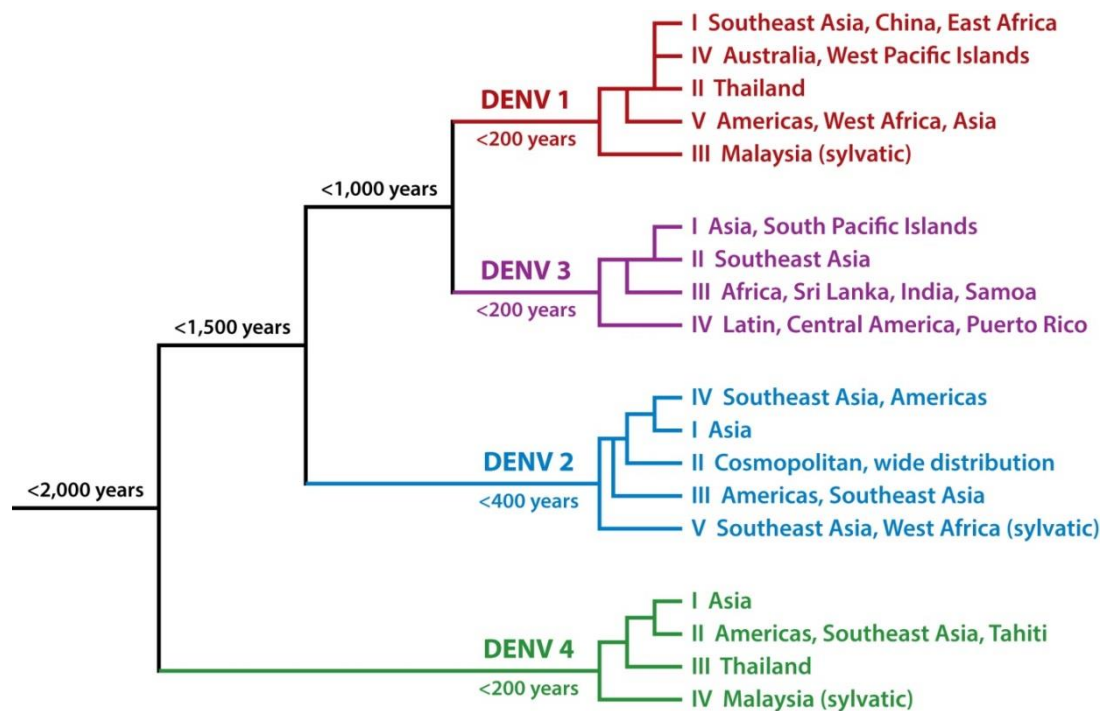 I Southeast Asia, China, East Africa
IV Australia, West Pacific Islands
DENV 1
II Thailand
<200 years
V Americas, West Africa, Asia
III Malaysia (sylvatic)
<1,000 years
I Asia, South Pacific Islands
DENV 3
II Southeast Asia
<200 years
III Africa, Sri Lanka, India, Samoa
IV Latin, Central America, Puerto Rico
<1,500 years
IV Southeast Asia, Americas
I Asia
DENV 2
II Cosmopolitan, wide distribution
<400 years
III Americas, Southeast Asia
V Southeast Asia, West Africa (sylvatic)
<2,000 years
I Asia
II Americas, Southeast Asia, Tahiti
DENV 4
III Thailand
<200 years
IV Malaysia (sylvatic)